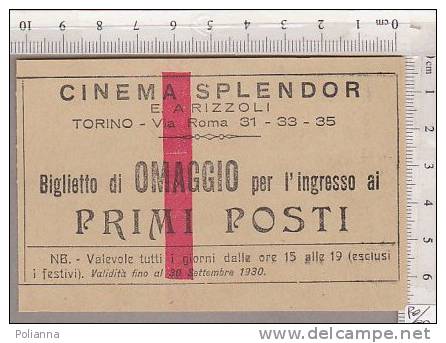 10 9 8 7 6 5 4 3 2 1 cm 0
CINEMA SPLENDOR
E. ARIZZOLI
TORINO - Via Roma 31 - 33 - 35
Biglietto di OMAGGIO per l'ingresso ai
PRIMI POSTI
NB. - Valevole tutti i giorni dalle ore 15 alle 19 (esclusi
i festivi). Validità fino al 30 Settembre 1930.
0cm 1 2 3 4 5 6
Polianna
www.delcampe.net